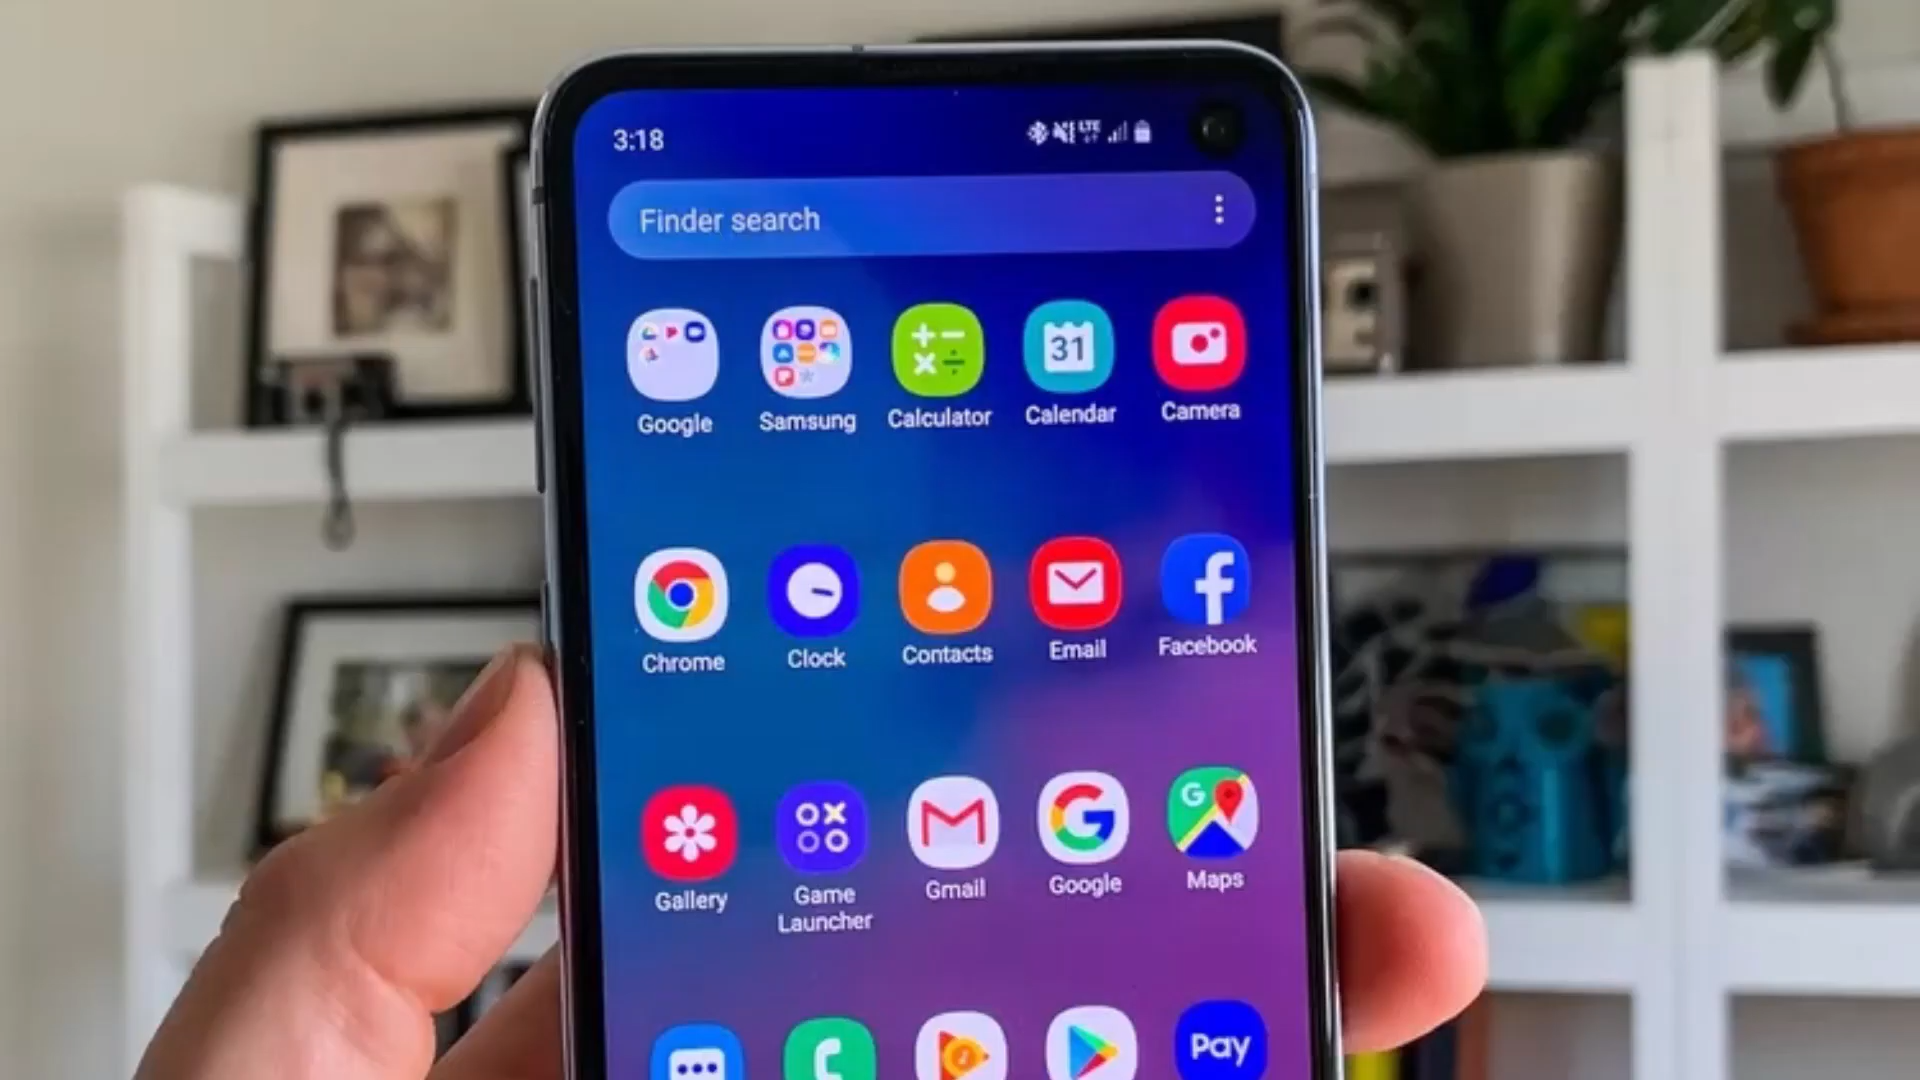 3:18
LTE
Finder search
31
Google
Samsung
Calculator
Calendar
Camera
Chrome
Clock
Contacts
Email
Facebook
G
Gallery
Game
Launcher
Gmail
Google
Maps
Pay